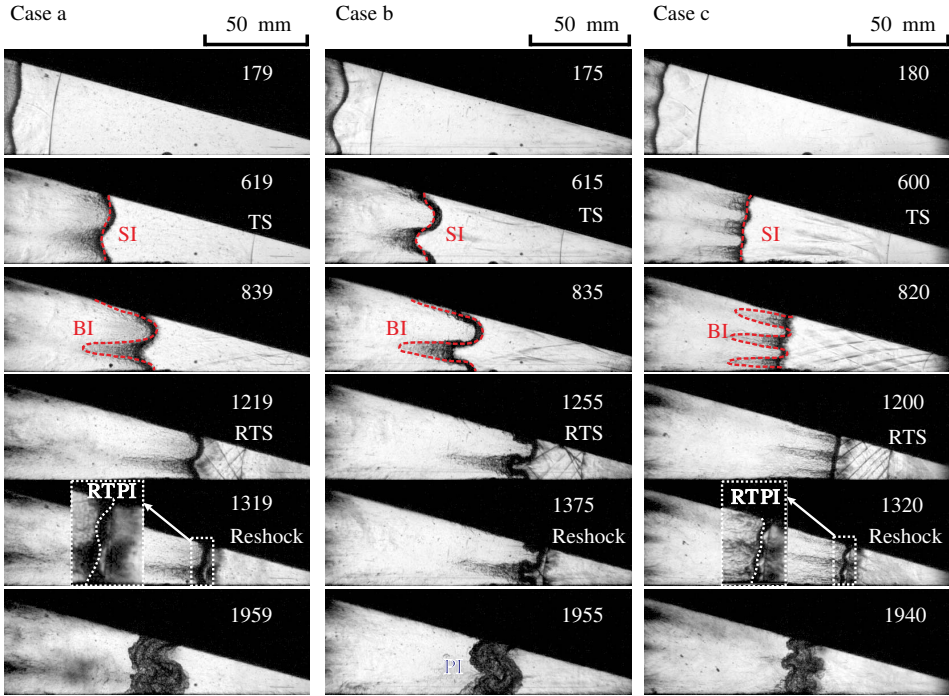 Case a
Case b
Case c
50 mm
50 mm
50 mm
179
175
180
619
TS
SI
615
TS
SI
600
TS
SI
839
BI
835
BI
820
BI
1219
RTS
1255
RTS
1200
RTS
1319
RTPI
Reshock
1375
Reshock
1320
RTPI
Reshock
1959
1955
PI
1940